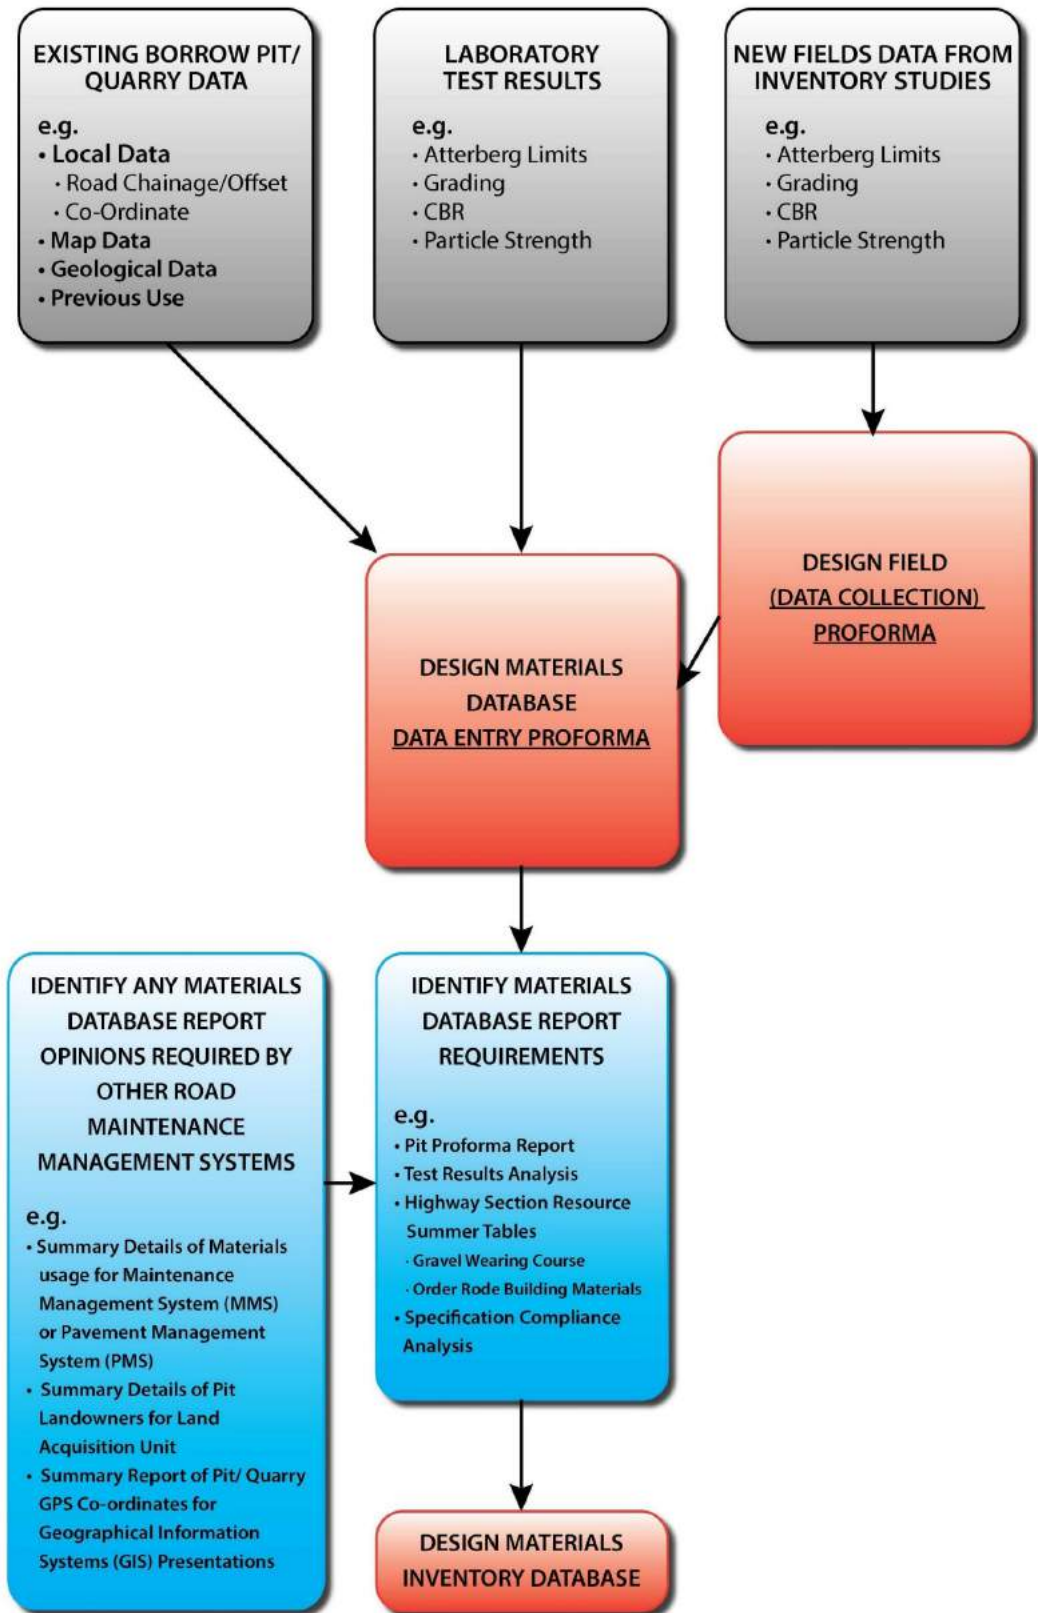 EXISTING BORROW PIT/
QUARRY DATA
e.g.
• Local Data
· Road Chainage/Offset
· Co-Ordinate
• Map Data
• Geological Data
• Previous Use
LABORATORY
TEST RESULTS
e.g.
· Atterberg Limits
· Grading
· CBR
· Particle Strength
NEW FIELDS DATA FROM
INVENTORY STUDIES
e.g.
· Atterberg Limits
· Grading
· CBR
· Particle Strength
DESIGN FIELD
(DATA COLLECTION)
PROFORMA
DESIGN MATERIALS
DATABASE
DATA ENTRY PROFORMA
IDENTIFY ANY MATERIALS
DATABASE REPORT
OPINIONS REQUIRED BY
OTHER ROAD
MAINTENANCE
MANAGEMENT SYSTEMS
e.g.
• Summary Details of Materials
usage for Maintenance
Management System (MMS)
or Pavement Management
System (PMS)
• Summary Details of Pit
Landowners for Land
Acquisition Unit
• Summary Report of Pit/ Quarry
GPS Co-ordinates for
Geographical Information
Systems (GIS) Presentations
IDENTIFY MATERIALS
DATABASE REPORT
REQUIREMENTS
e.g.
• Pit Proforma Report
• Test Results Analysis
• Highway Section Resource
Summer Tables
· Gravel Wearing Course
· Order Rode Building Materials
• Specification Compliance
Analysis
DESIGN MATERIALS
INVENTORY DATABASE